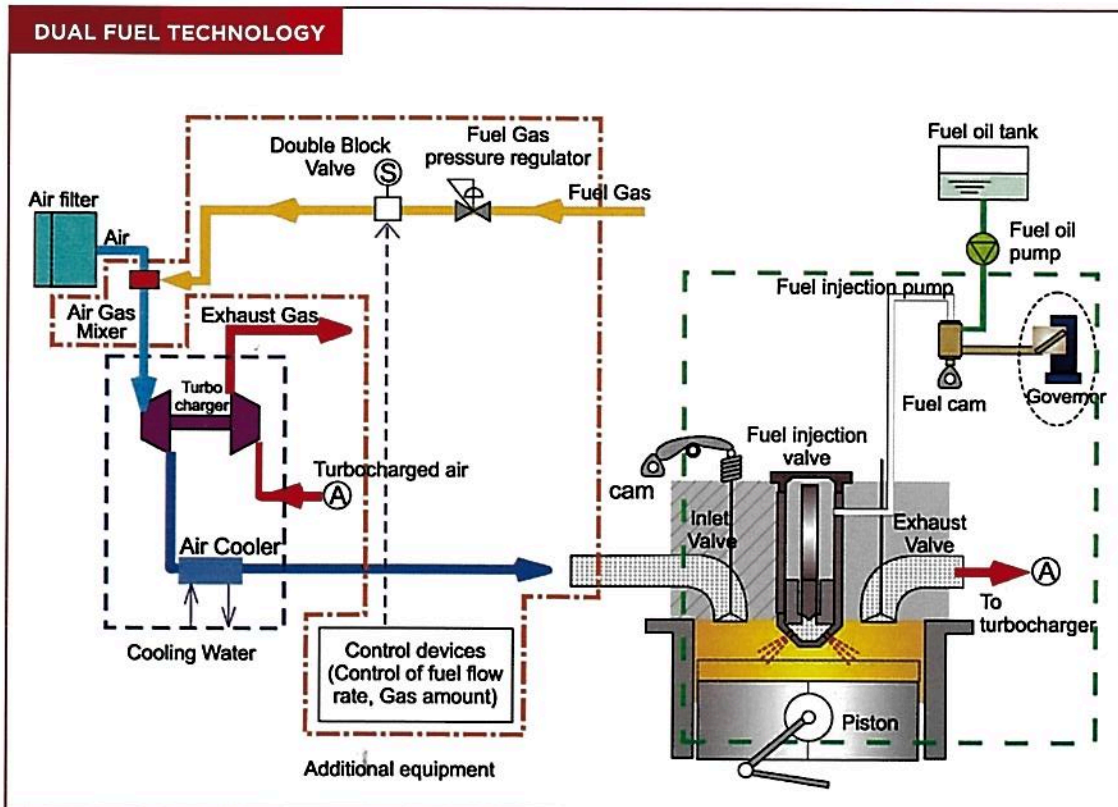 DUAL FUEL TECHNOLOGY
Double Block
Valve
S
Fuel Gas
pressure regulator
Fuel Gas
Fuel oil tank
Air filter
Air
Fuel oil
pump
Air Gas
Mixer
Exhaust Gas
Fuel injection pump
Turbo
charger
Fuel cam
Governor
Turbocharged air
A
cam
Fuel injection
valve
Inlet
Valve
Exhaust
Valve
Air Cooler
A
To
turbocharger
Cooling Water
Control devices
(Control of fuel flow
rate, Gas amount)
Piston
Additional equipment